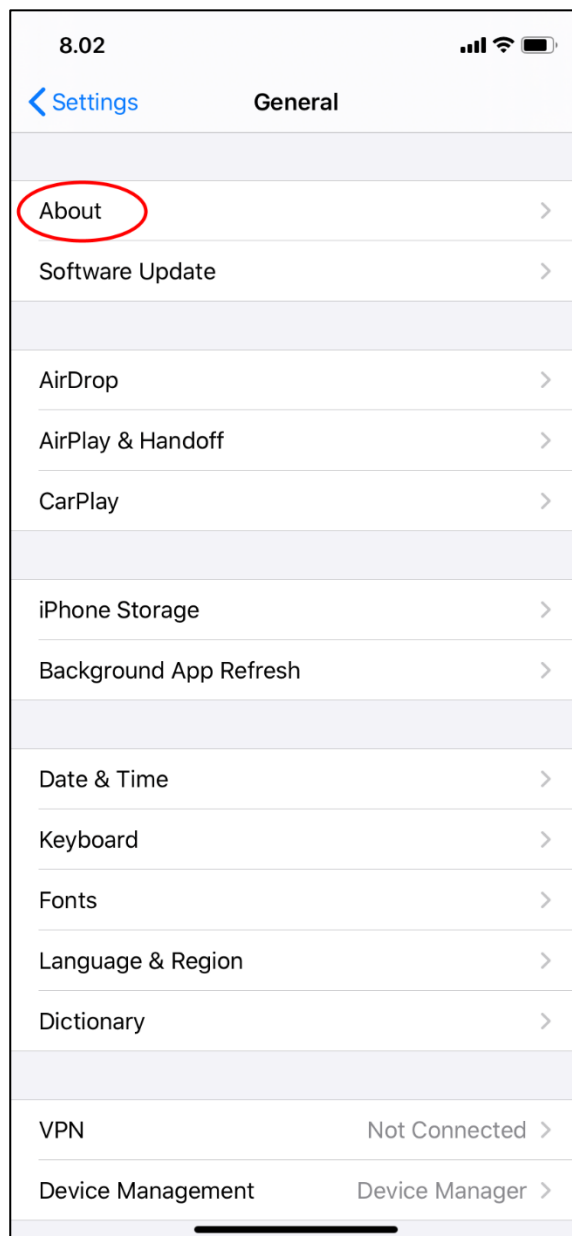 8.02
Settings General
About
Software Update
AirDrop
AirPlay & Handoff
CarPlay
iPhone Storage
Background App Refresh
Date & Time
Keyboard
Fonts
Language & Region
Dictionary
VPN Not Connected
Device Management Device Manager